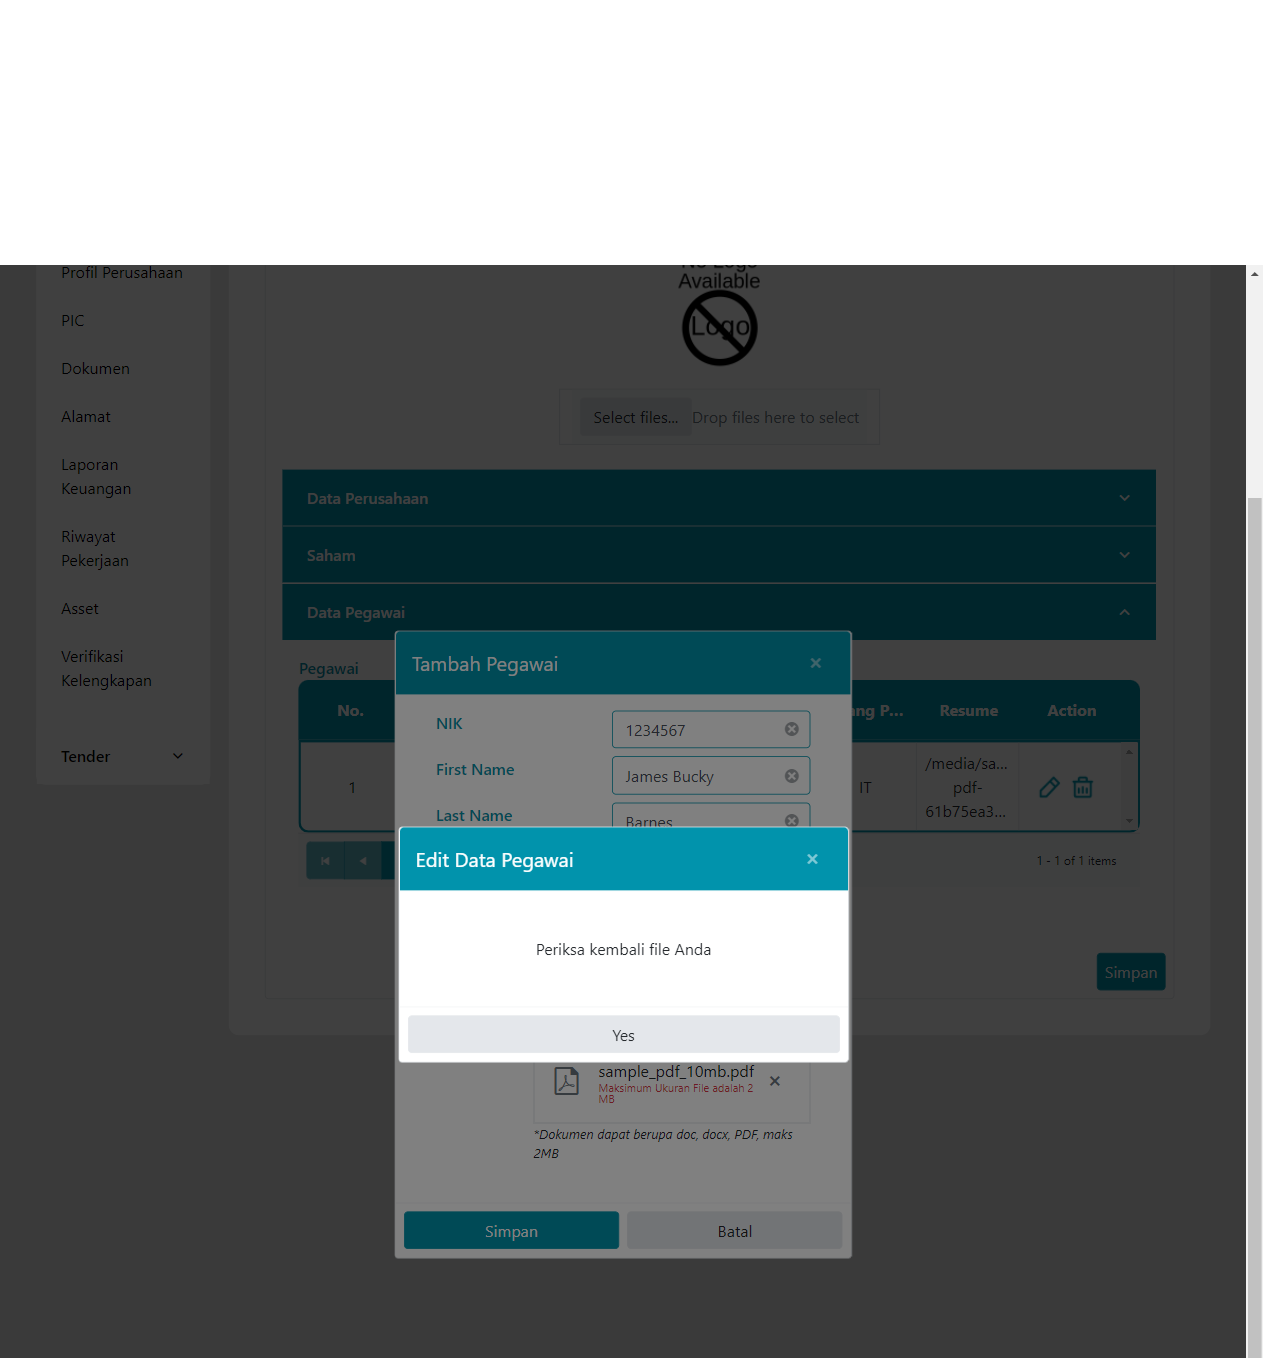 Profil Perusahaan
PIC
Dokumen
Alamat
Laporan
Keuangan
Riwayat
Pekerjaan
Asset
Verifikasi
Kelengkapan
Tender
No Logo
Available
Logo
Select files...
Drop files here to select
Data Perusahaan
Saham
Data Pegawai
Pegawai
No.
ang P...
Resume
Action
1
IT
/media/sa...
pdf-
61b75ea3...
1 - 1 of 1 items
Simpan
Tambah Pegawai
NIK
1234567
First Name
James Bucky
Last Name
Barnes
Edit Data Pegawai
Periksa kembali file Anda
Yes
sample_pdf_10mb.pdf
Maksimum Ukuran File adalah 2
MB
*Dokumen dapat berupa doc, docx, PDF, maks
2MB
Simpan
Batal